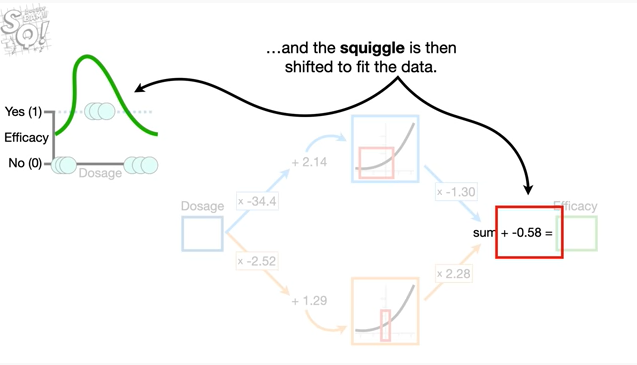 SQ!
...and the squiggle is then
shifted to fit the data.
Yes (1)
Efficacy
No (0)
Dosage
+ 2.14
x -34.4
x -1.30
Dosage
Efficacy
sum + -0.58 =
x -2.52
x 2.28
+ 1.29